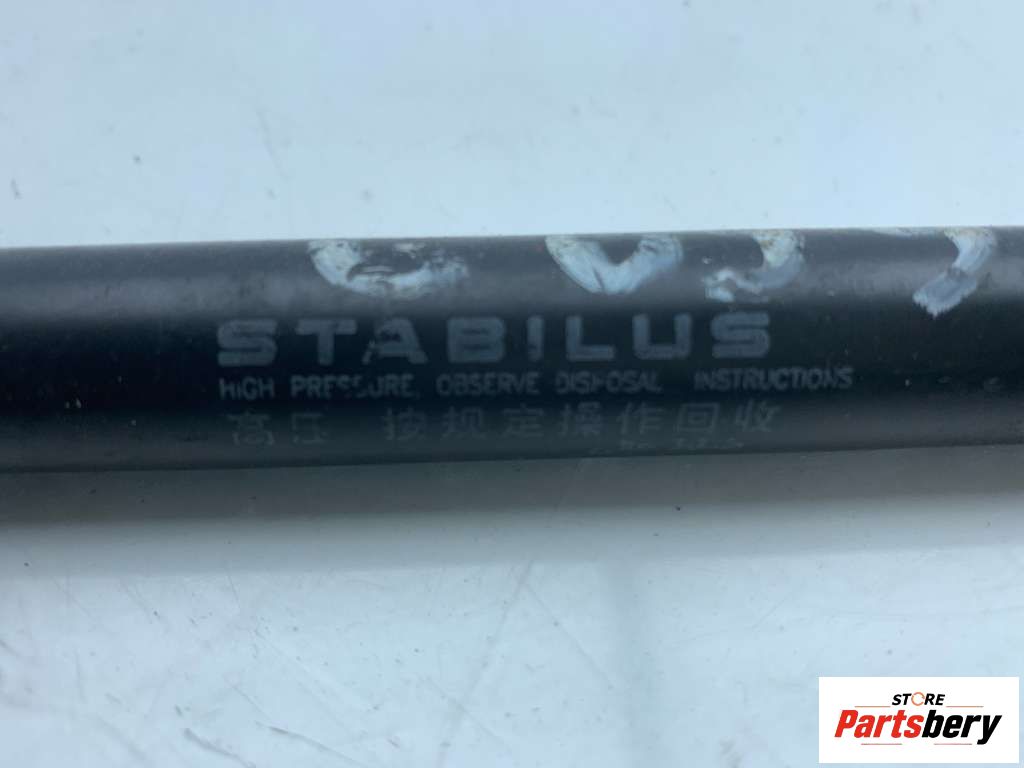 STABILUS
HIGH PRESSURE, OBSERVE DISPOSAL INSTRUCTIONS
高压 按规定操作回收
STORE
Partsbery